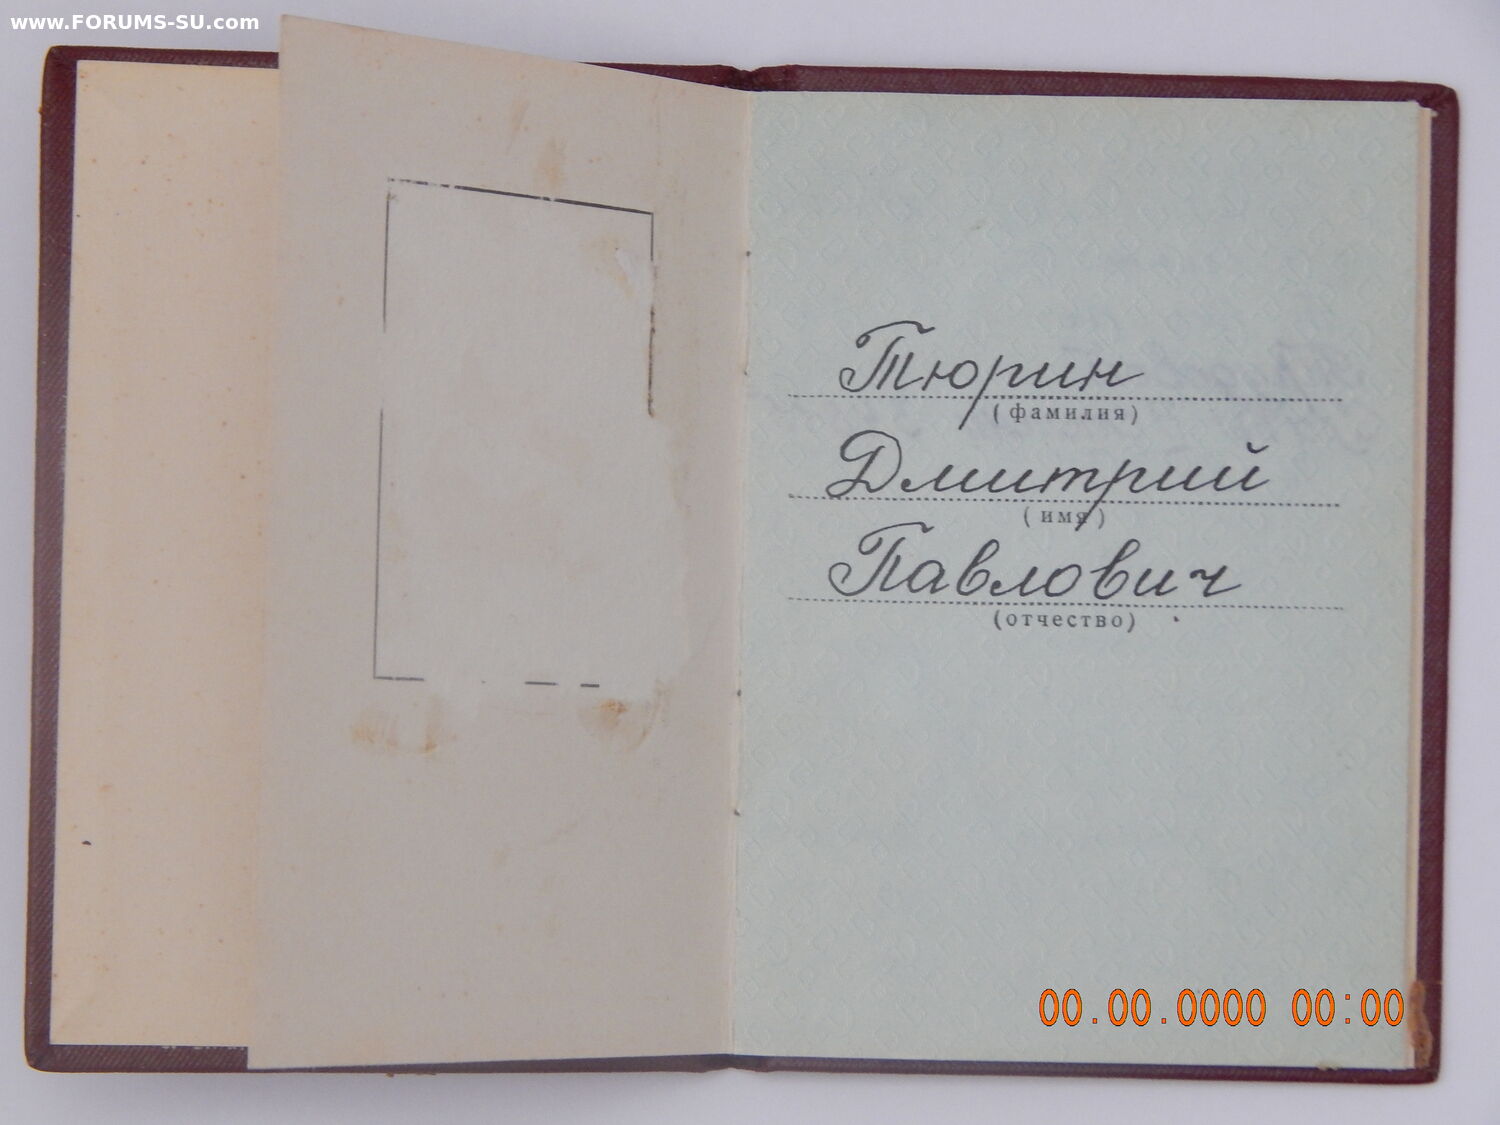 www.FORUMS-SU.com
Тюрин
(фамилия)
Дмитрий
(имя)
Павлович
(отчество)
00.00.0000 00:00